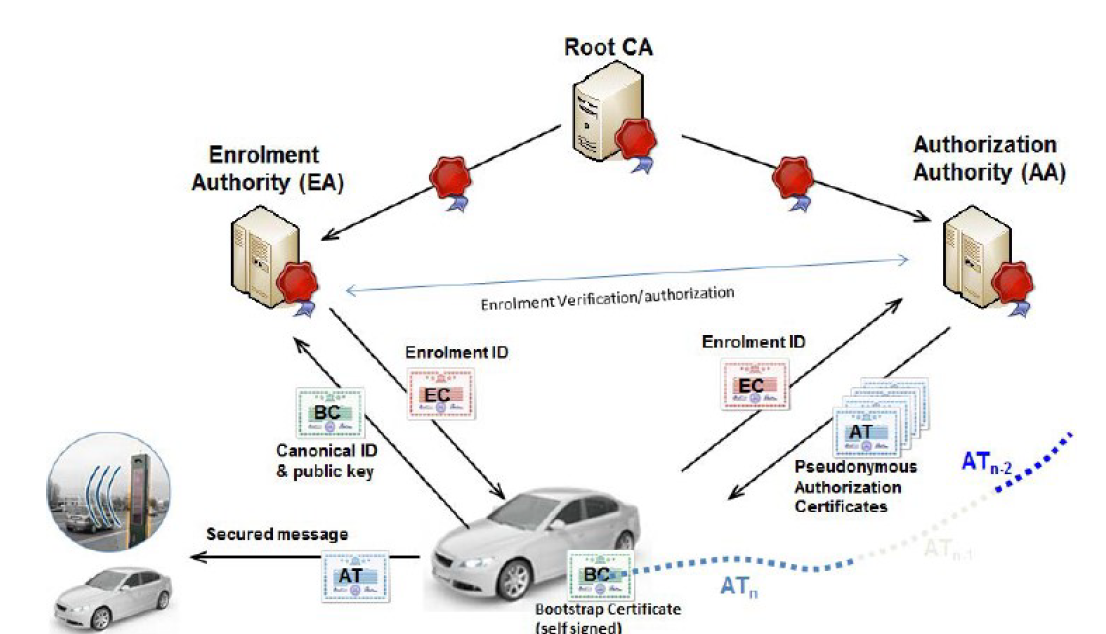 Root CA
Enrolment
Authority (EA)
Authorization
Authority (AA)
Enrolment Verification/authorization
Enrolment ID
EC
Enrolment ID
EC
BC
Canonical ID
& public key
AT
Pseudonymous
Authorization
Certificates
ATn-2
ATn-1
ATn
Secured message
AT
BC
Bootstrap Certificate
(self signed)